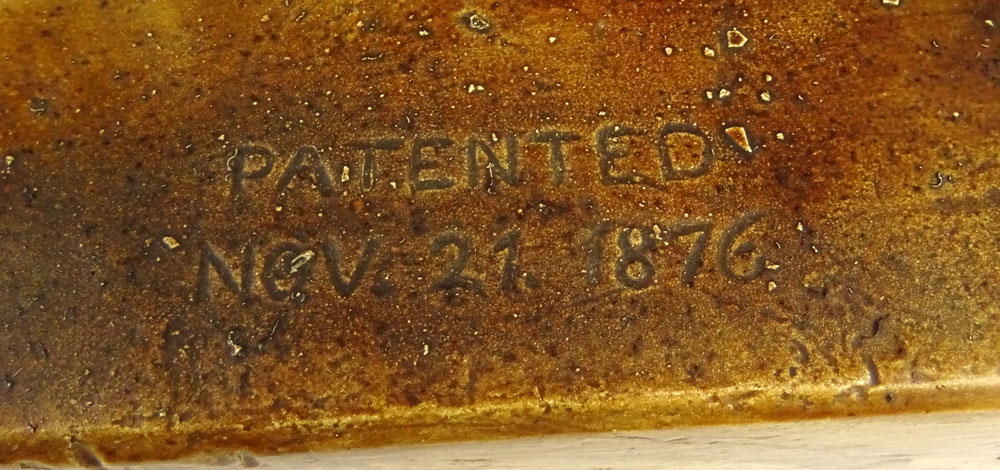 PATENTED
NOV. 21. 1876